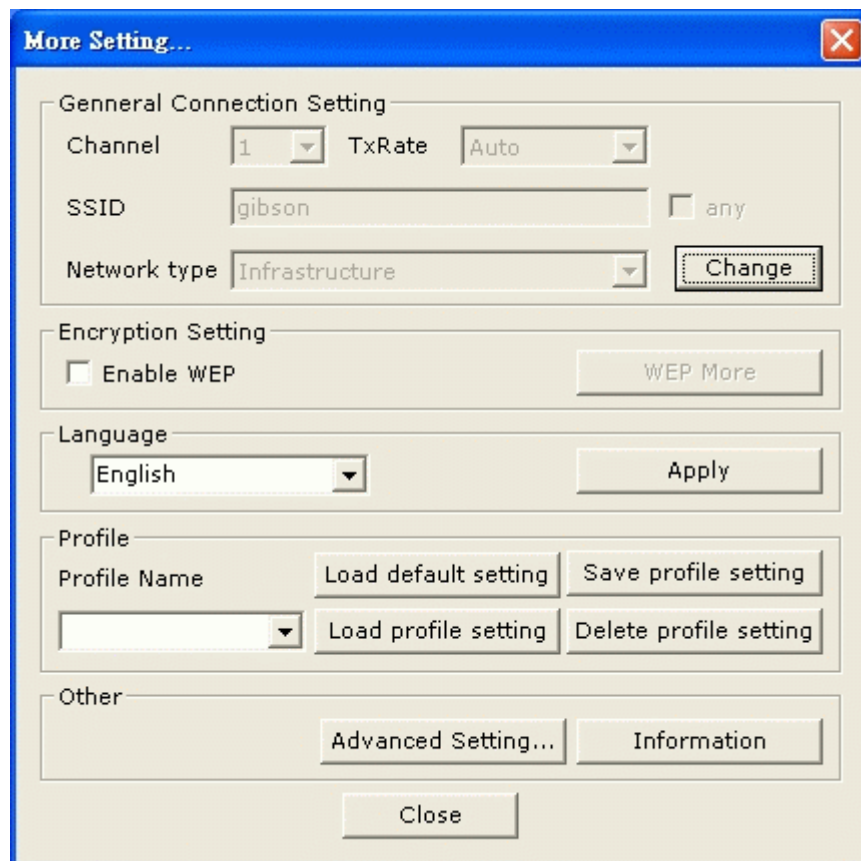 More Setting...
Genneral Connection Setting
Channel 1 TxRate Auto
SSID gibson any
Network type Infrastructure Change
Encryption Setting
Enable WEP WEP More
Language
English Apply
Profile
Profile Name Load default setting Save profile setting
Load profile setting Delete profile setting
Other
Advanced Setting... Information
Close